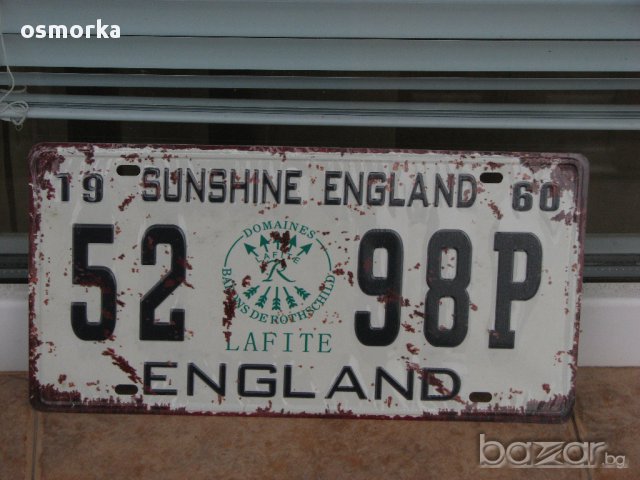 osmorka
19 SUNSHINE ENGLAND 60
52 98P
DOMAINES
LAFITE
R
BARONS DE ROTHSCHILD
LAFITE
ENGLAND
bazar.bg